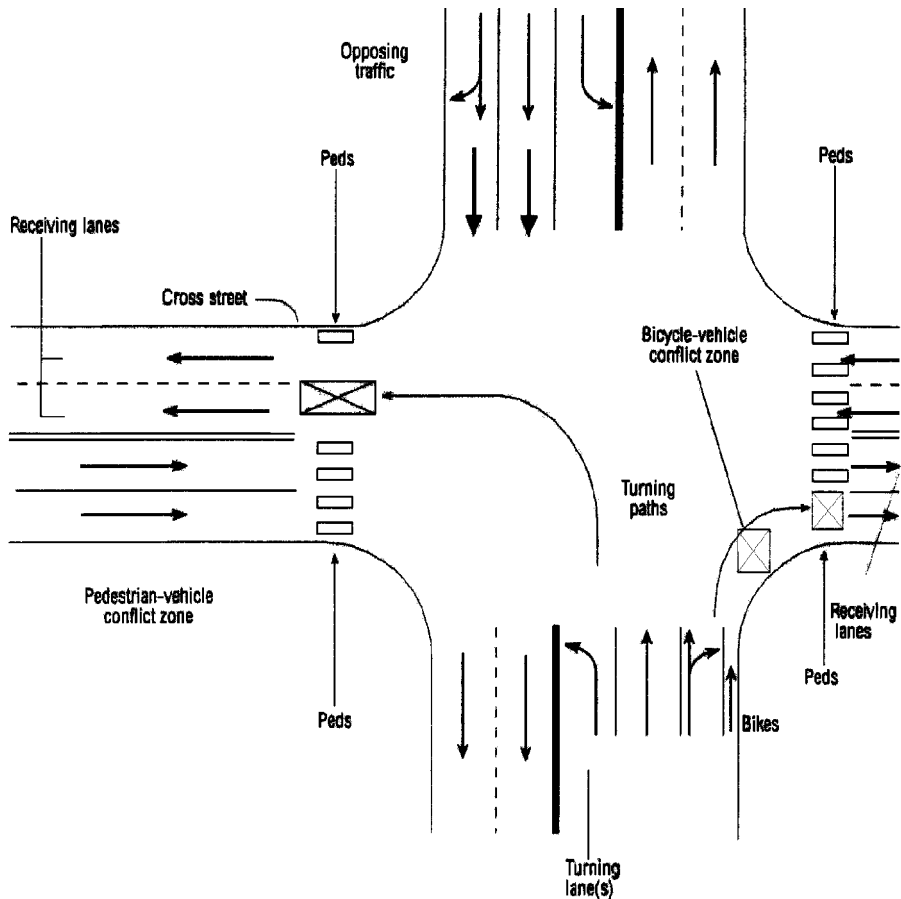 Opposing
traffic
Peds
Peds
Receiving lanes
Cross street
Bicycle-vehicle
conflict zone
Turning
paths
Pedestrian-vehicle
conflict zone
Receiving
lanes
Peds
Peds
Bikes
Turning
lane(s)